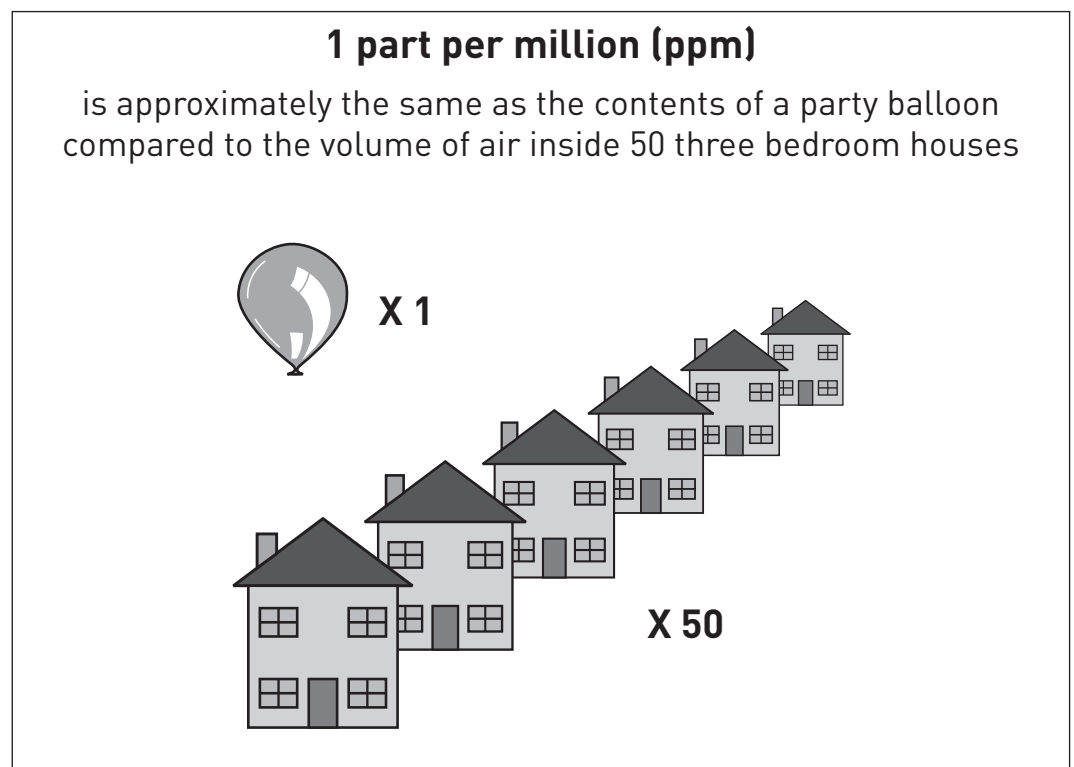 1 part per million (ppm)
is approximately the same as the contents of a party balloon
compared to the volume of air inside 50 three bedroom houses
X 1
X 50